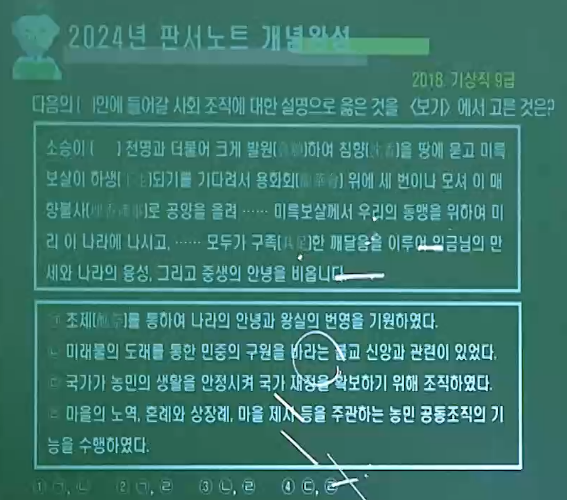 2024년 판서노트 개념완성
2018. 기상직 9급
다음의 ( )안에 들어갈 사회 조직에 대한 설명으로 옳은 것을 〈보기〉에서 고른 것은?
소승이 ( ) 천명과 더불어 크게 발원( )하여 침향( )을 땅에 묻고 미륵
보살이 하생( )되기를 기다려서 용화회( ) 위에 세 번이나 모셔 이 매
향불사( )로 공양을 올려 …… 미륵보살께서 우리의 동맹을 위하여 미
리 이 나라에 나시고, …… 모두가 구족( )한 깨달음을 이루어 임금님의 만
세와 나라의 융성, 그리고 중생의 안녕을 비옵니다
㉠ 조제( )를 통하여 나라의 안녕과 왕실의 번영을 기원하였다.
㉡ 미래불의 도래를 통한 민중의 구원을 바라는 불교 신앙과 관련이 있었다.
㉢ 국가가 농민의 생활을 안정시켜 국가 재정을 확보하기 위해 조직하였다.
㉣ 마을의 노역, 혼례와 상장례, 마을 제사 등을 주관하는 농민 공동조직의 기
능을 수행하였다.
① ㉠, ㉡ ② ㉠, ㉣ ③ ㉡, ㉣ ④ ㉢, ㉣